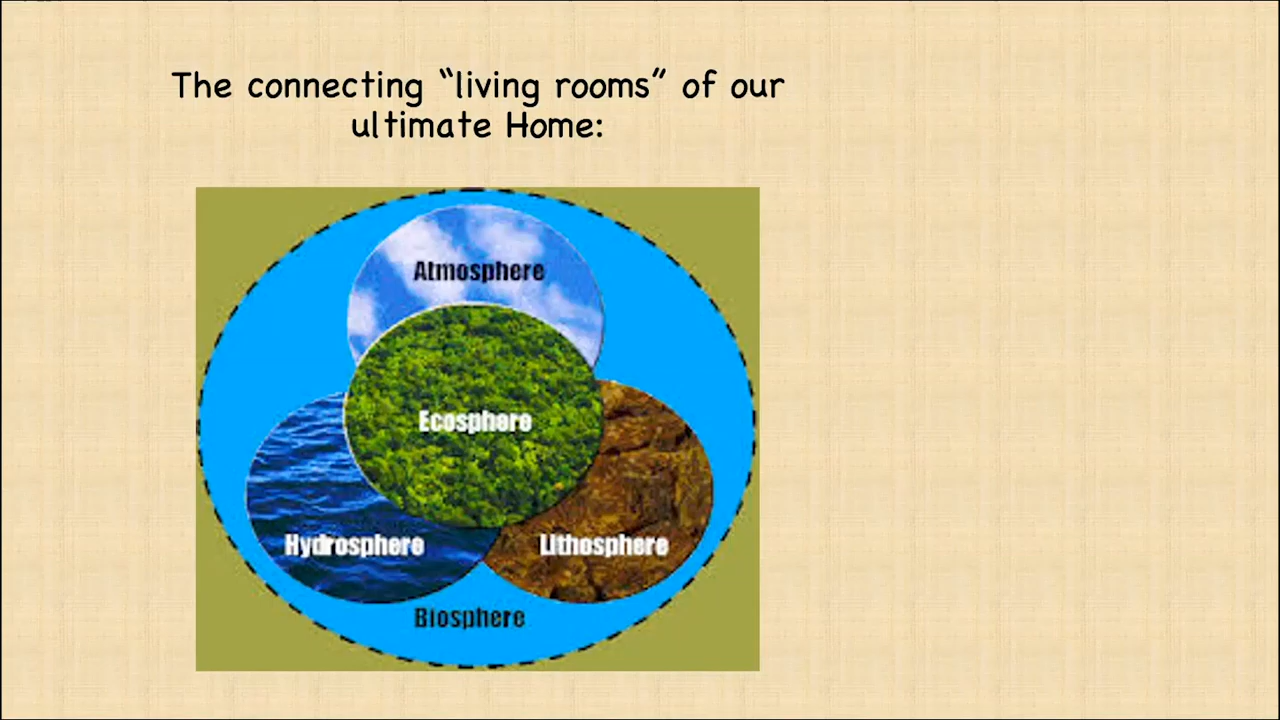 The connecting “living rooms” of our
ultimate Home:
Atmosphere
Ecosphere
Hydrosphere
Lithosphere
Biosphere